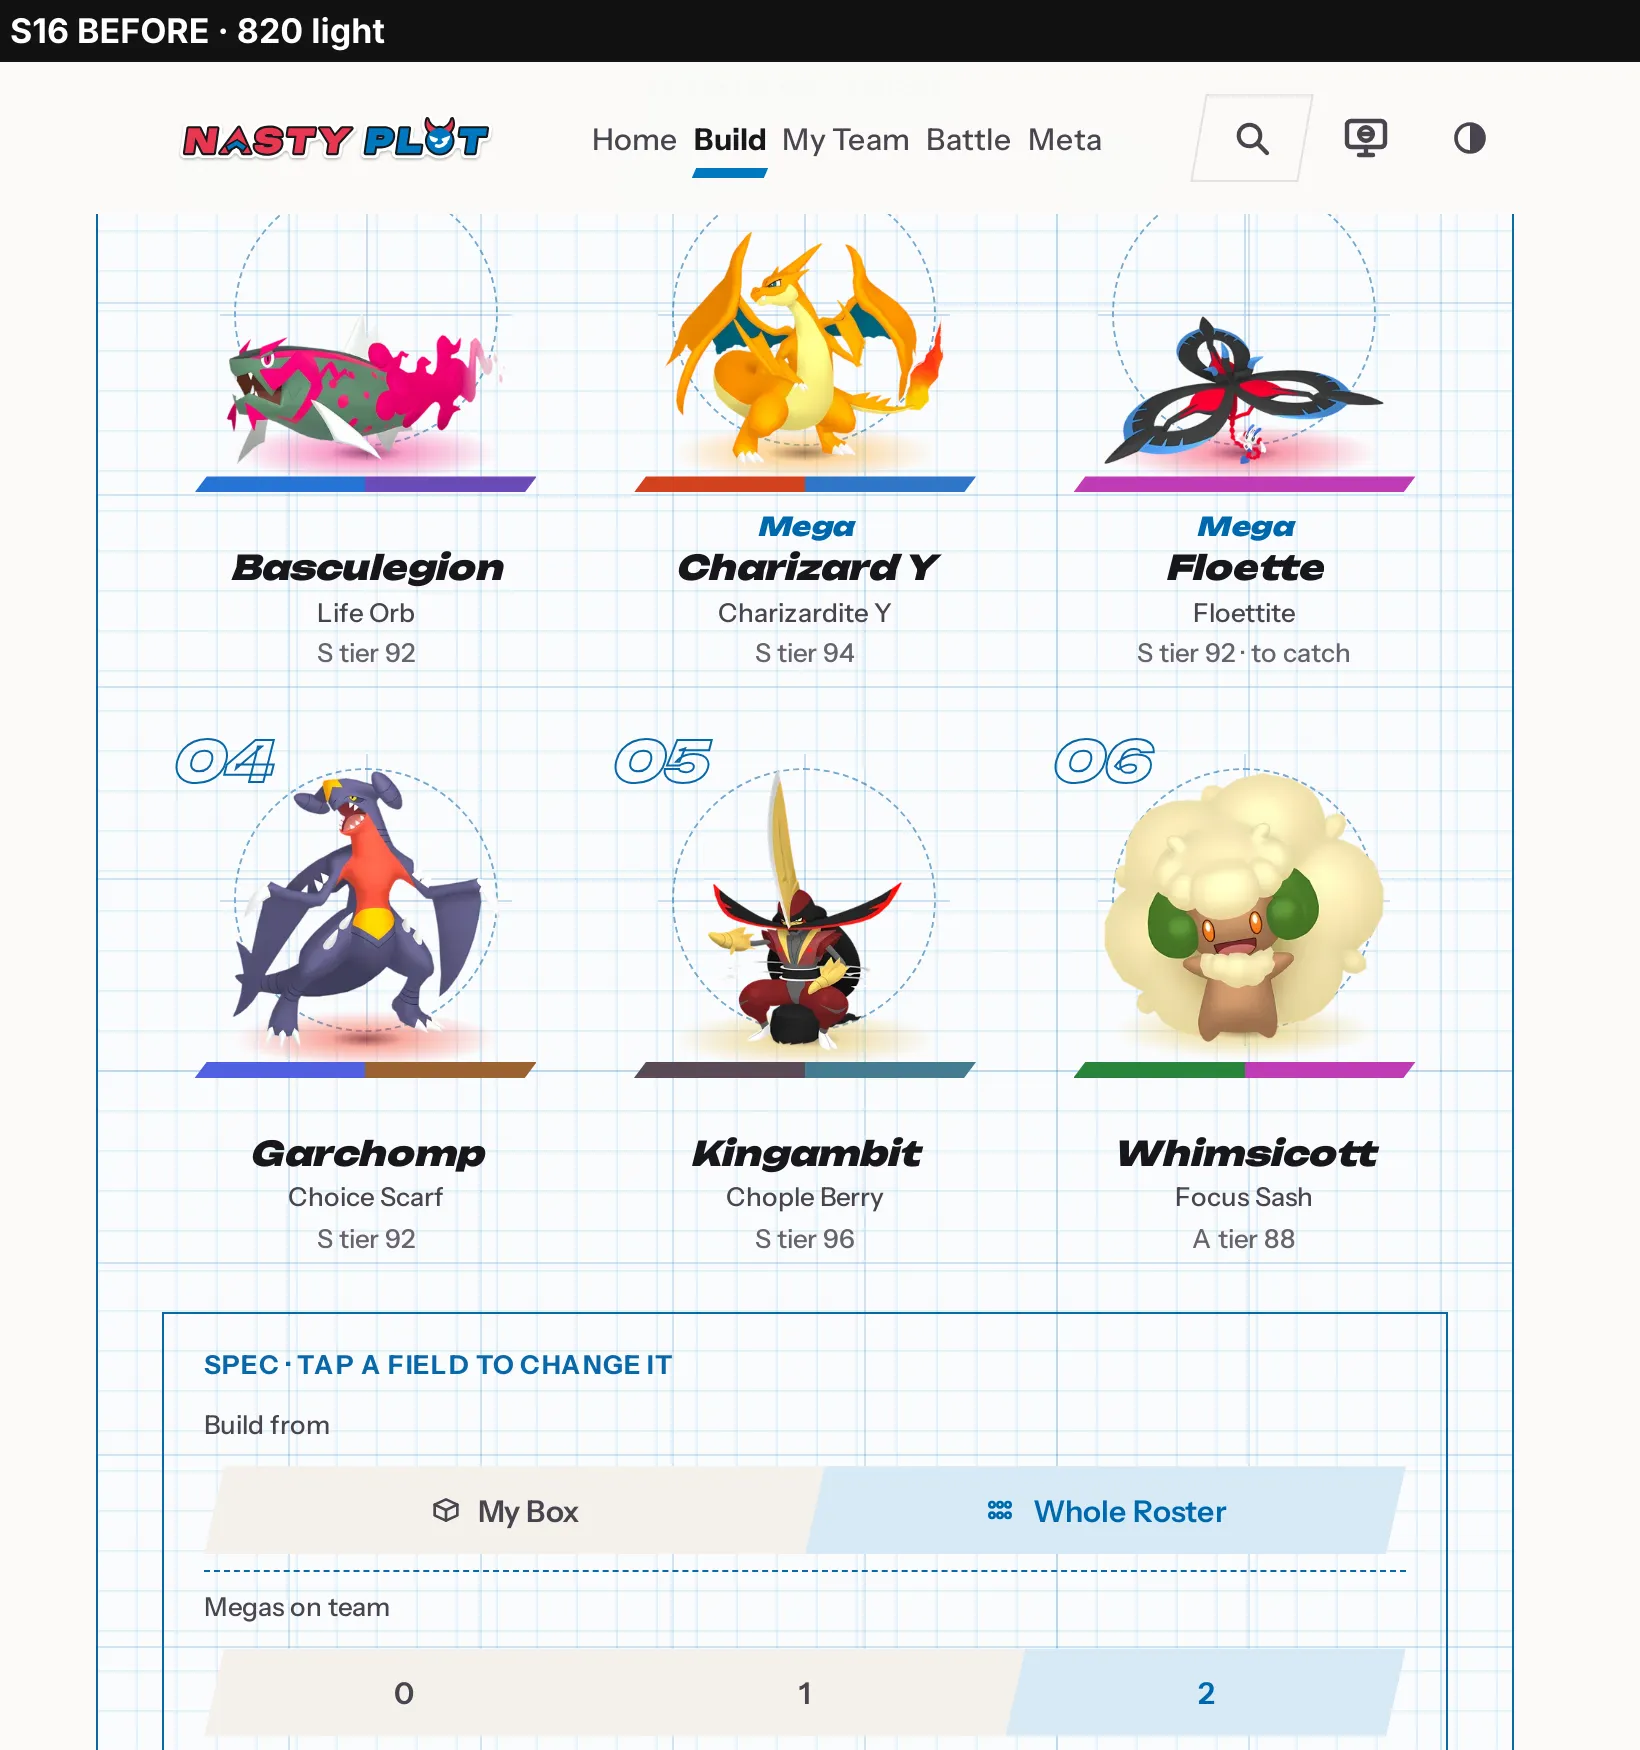 S16 BEFORE · 820 light
NASTY PLOT
Home Build My Team Battle Meta
Basculegion
Life Orb
S tier 92
Mega
Charizard Y
Charizardite Y
S tier 94
Mega
Floette
Floettite
S tier 92 · to catch
04
Garchomp
Choice Scarf
S tier 92
05
Kingambit
Chople Berry
S tier 96
06
Whimsicott
Focus Sash
A tier 88
SPEC · TAP A FIELD TO CHANGE IT
Build from
My Box
Whole Roster
Megas on team
0
1
2